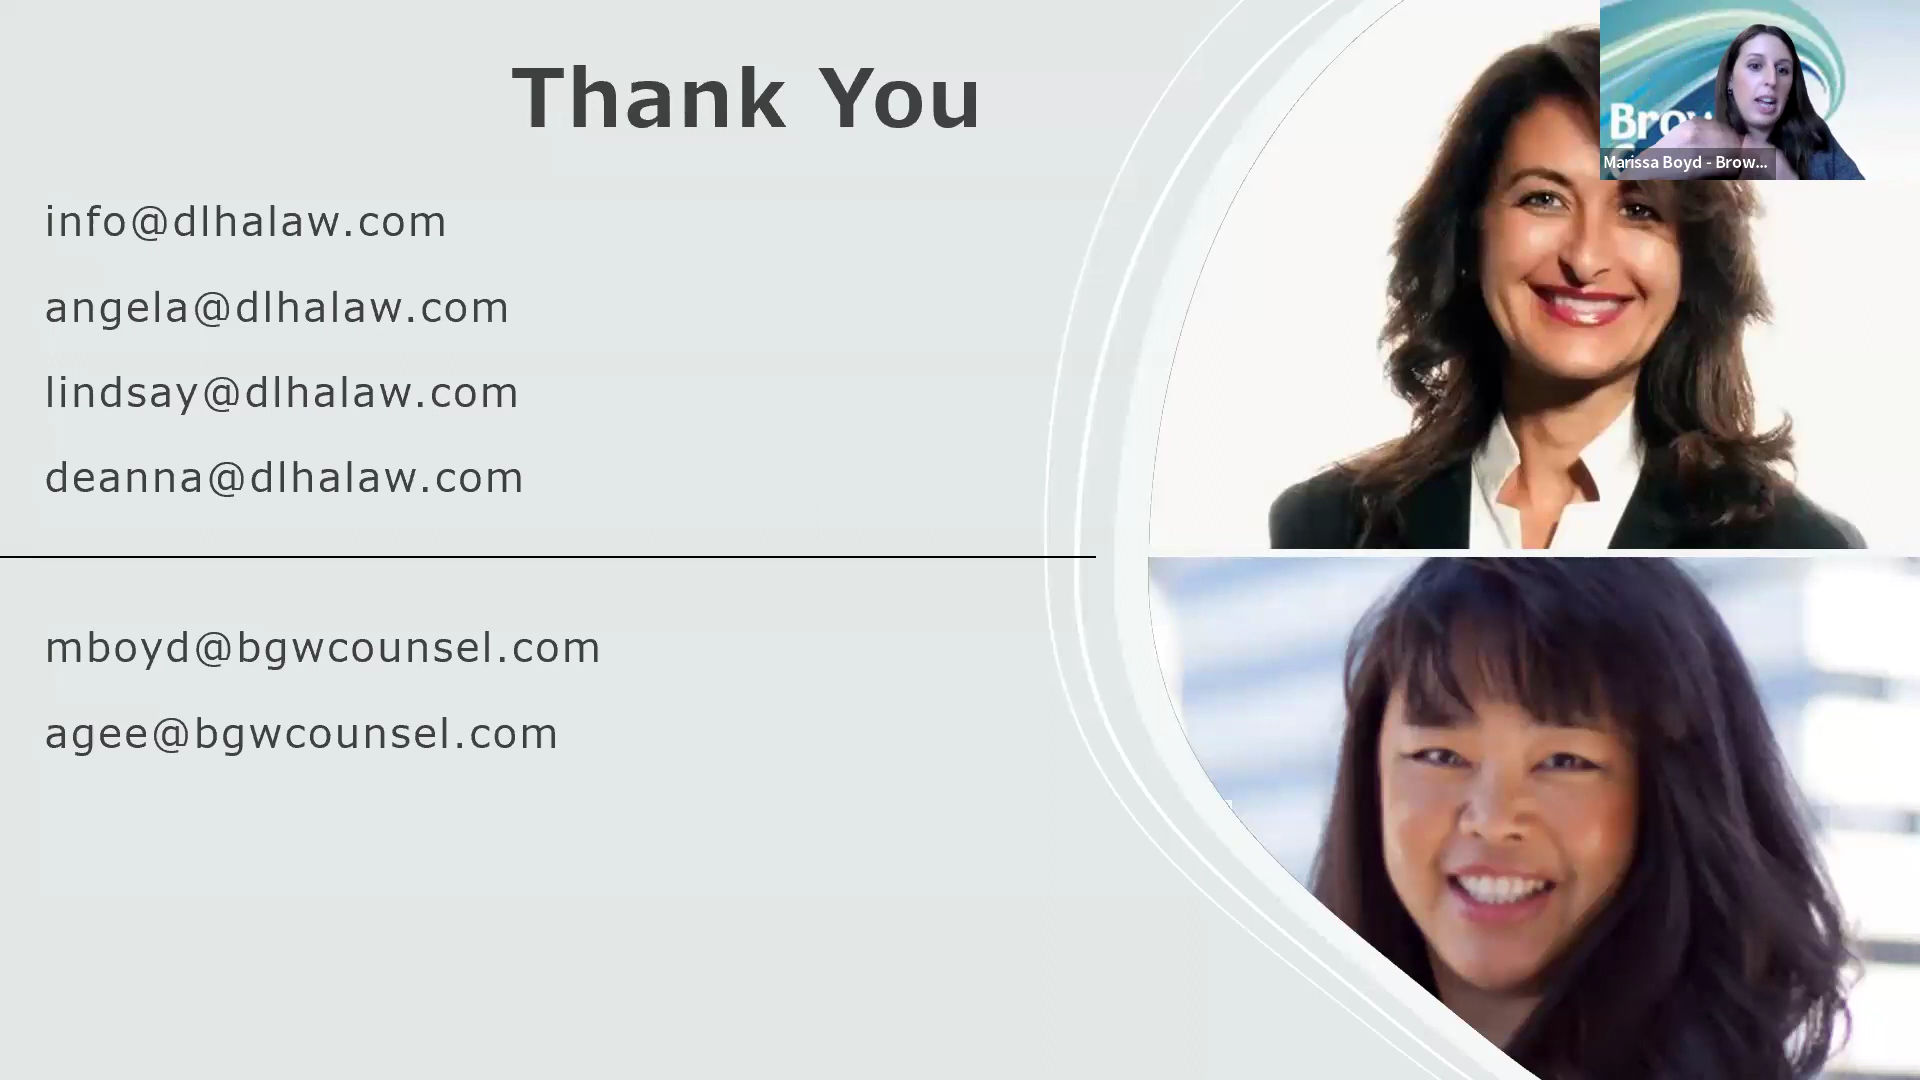 Thank You
info@dlhalaw.com
angela@dlhalaw.com
lindsay@dlhalaw.com
deanna@dlhalaw.com
mboyd@bgwcounsel.com
agee@bgwcounsel.com
Marissa Boyd - Brow...